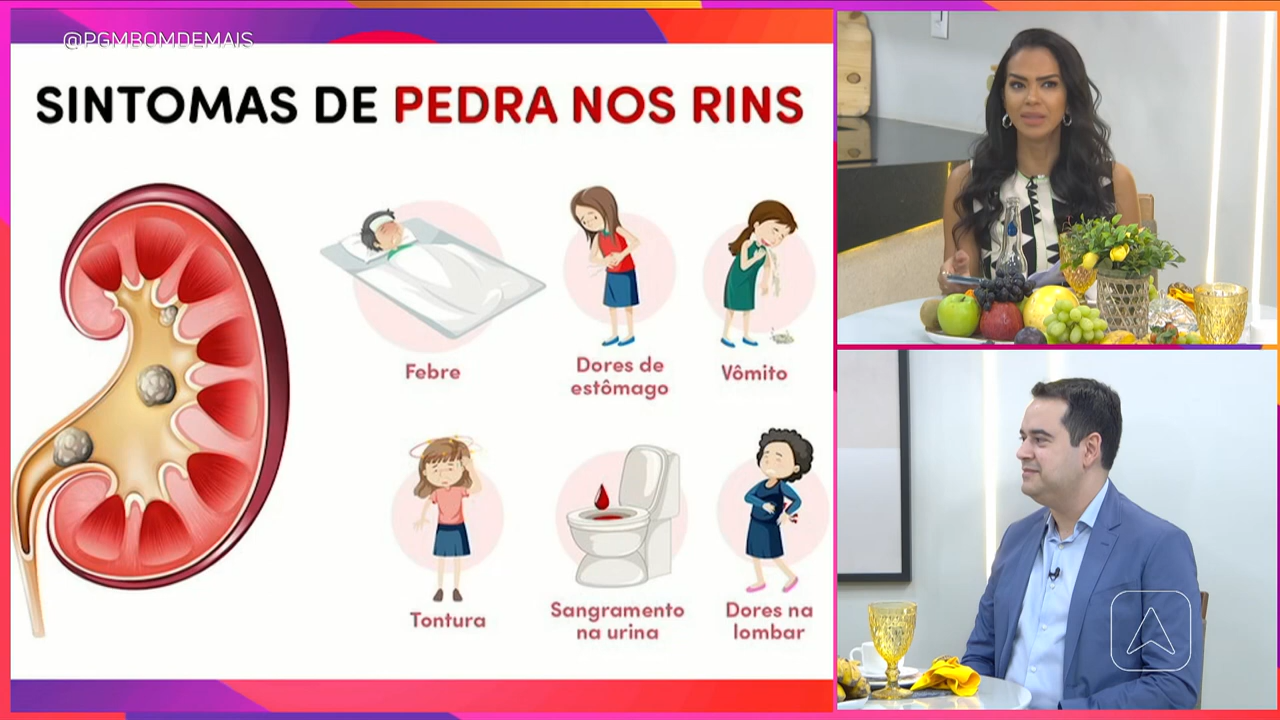 @PGMBOMDEMAIS
SINTOMAS DE PEDRA NOS RINS
Febre
Dores de
estômago
Vômito
Tontura
Sangramento
na urina
Dores na
lombar